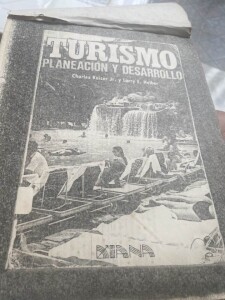 TURISMO
PLANEACION Y DESARROLLO
Charles Kaiser Jr. y Larry E. Helber
DIANA